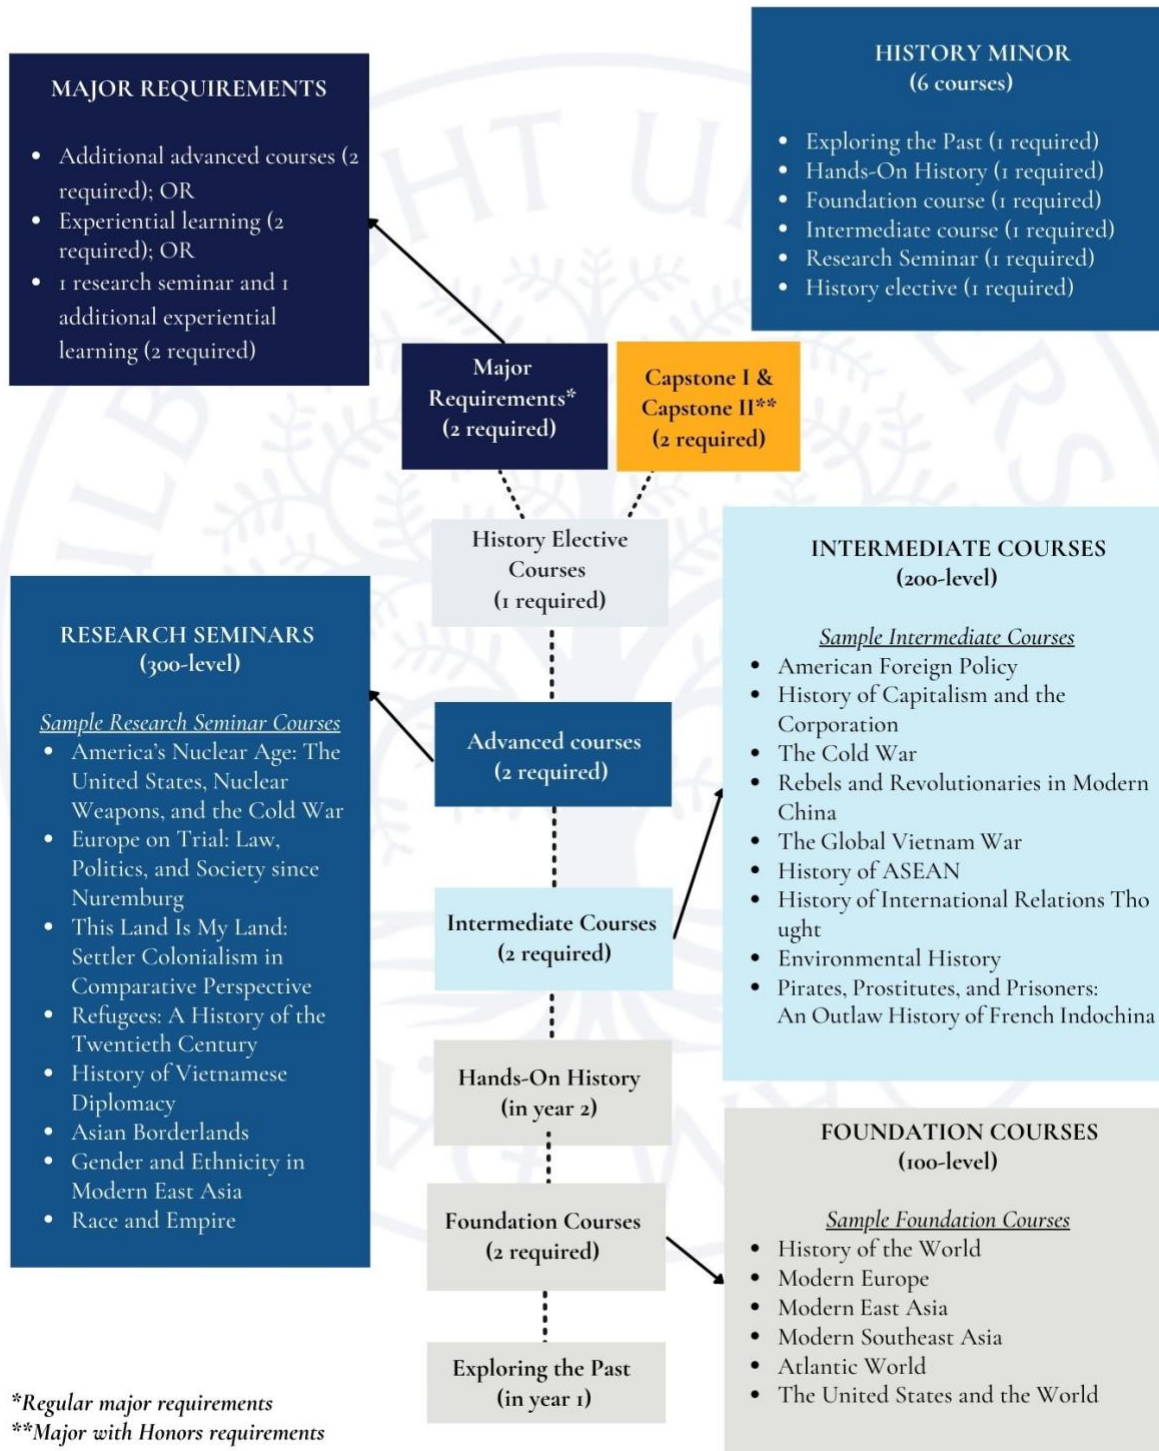 MAJOR REQUIREMENTS
• Additional advanced courses (2
required); OR
• Experiential learning (2
required); OR
• 1 research seminar and 1
additional experiential
learning (2 required)
HISTORY MINOR
(6 courses)
• Exploring the Past (1 required)
• Hands-On History (1 required)
• Foundation course (1 required)
• Intermediate course (1 required)
• Research Seminar (1 required)
• History elective (1 required)
Major
Requirements*
(2 required)
Capstone I &
Capstone II**
(2 required)
History Elective
Courses
(1 required)
RESEARCH SEMINARS
(300-level)
Sample Research Seminar Courses
• America's Nuclear Age: The
United States, Nuclear
Weapons, and the Cold War
• Europe on Trial: Law,
Politics, and Society since
Nuremburg
• This Land Is My Land:
Settler Colonialism in
Comparative Perspective
• Refugees: A History of the
Twentieth Century
• History of Vietnamese
Diplomacy
• Asian Borderlands
• Gender and Ethnicity in
Modern East Asia
• Race and Empire
Advanced courses
(2 required)
INTERMEDIATE COURSES
(200-level)
Sample Intermediate Courses
• American Foreign Policy
• History of Capitalism and the
Corporation
• The Cold War
• Rebels and Revolutionaries in Modern
China
• The Global Vietnam War
• History of ASEAN
• History of International Relations Tho
ught
• Environmental History
• Pirates, Prostitutes, and Prisoners:
An Outlaw History of French Indochina
Intermediate Courses
(2 required)
Hands-On History
(in year 2)
Foundation Courses
(2 required)
FOUNDATION COURSES
(100-level)
Sample Foundation Courses
• History of the World
• Modern Europe
• Modern East Asia
• Modern Southeast Asia
• Atlantic World
• The United States and the World
Exploring the Past
(in year 1)
*Regular major requirements
**Major with Honors requirements